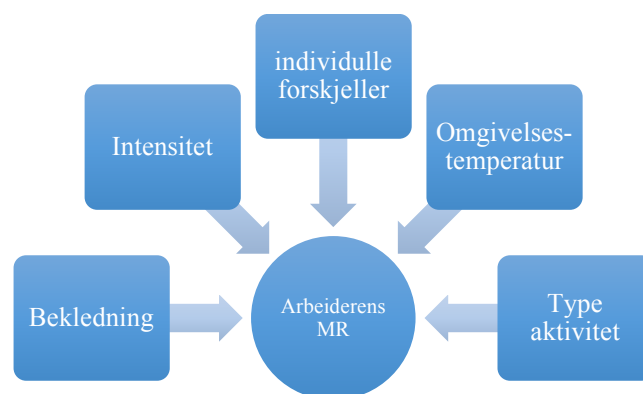 individulle
forskjeller
Intensitet
Omgivelses-
temperatur
Bekledning
Arbeiderens
MR
Type
aktivitet